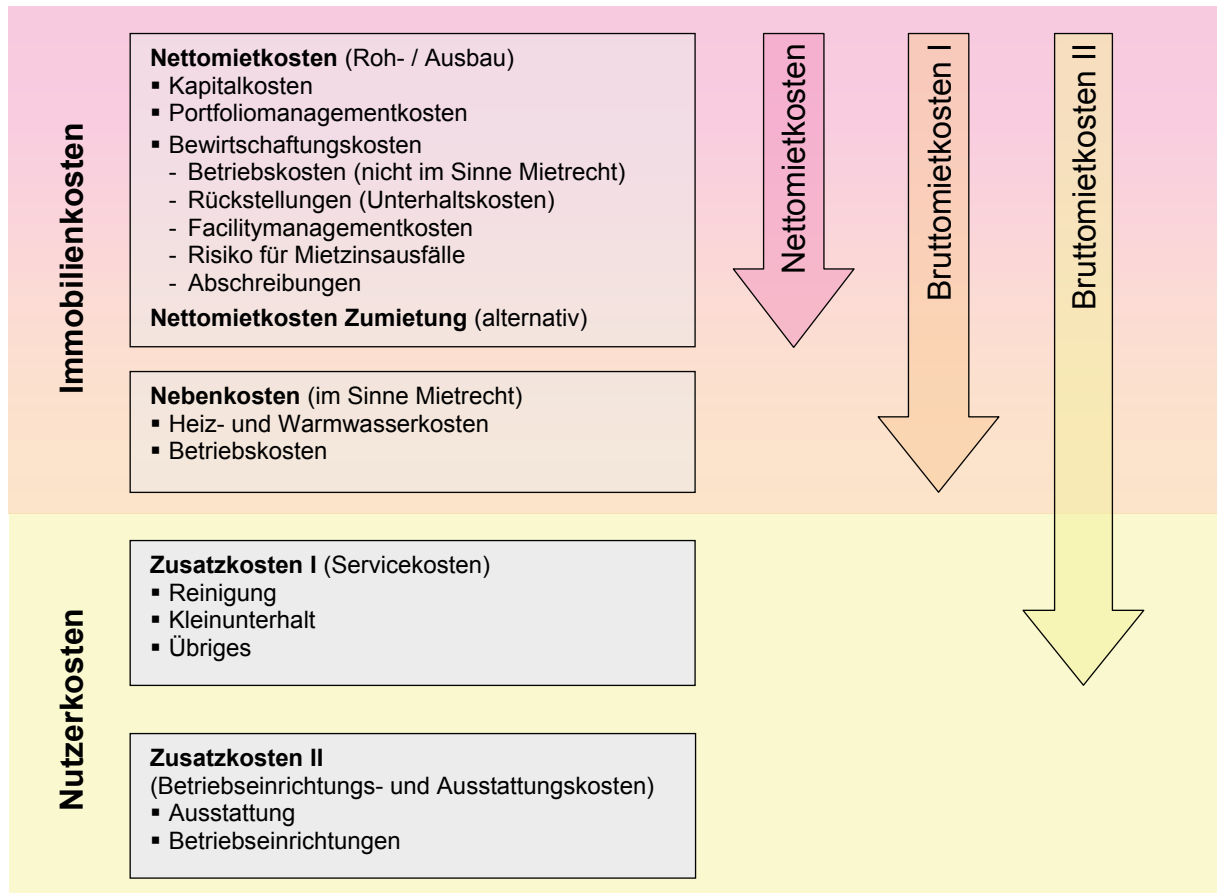 Immobilienkosten
Nettomietkosten (Roh- / Ausbau)
▪ Kapitalkosten
▪ Portfoliomanagementkosten
▪ Bewirtschaftungskosten
- Betriebskosten (nicht im Sinne Mietrecht)
- Rückstellungen (Unterhaltskosten)
- Facilitymanagementkosten
- Risiko für Mietzinsausfälle
- Abschreibungen
Nettomietkosten Zumietung (alternativ)
Nebenkosten (im Sinne Mietrecht)
▪ Heiz- und Warmwasserkosten
▪ Betriebskosten
Nettomietkosten
Bruttomietkosten I
Bruttomietkosten II
Nutzerkosten
Zusatzkosten I (Servicekosten)
▪ Reinigung
▪ Kleinunterhalt
▪ Übriges
Zusatzkosten II
(Betriebseinrichtungs- und Ausstattungskosten)
▪ Ausstattung
▪ Betriebseinrichtungen